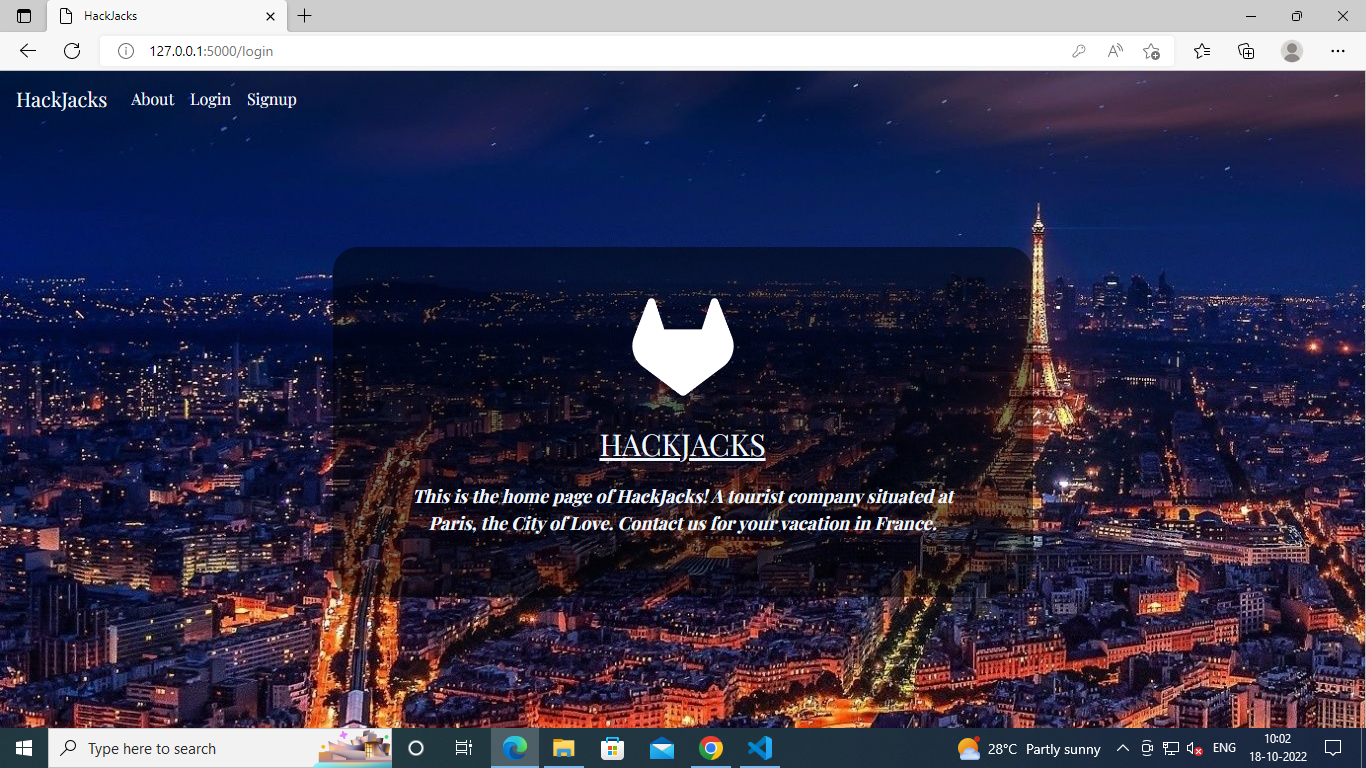 HackJacks
127.0.0.1:5000/login
HackJacks About Login Signup
HACKJACKS
This is the home page of HackJacks! A tourist company situated at
Paris, the City of Love. Contact us for your vacation in France.
Type here to search
28°C Partly sunny
ENG
10:02
18-10-2022